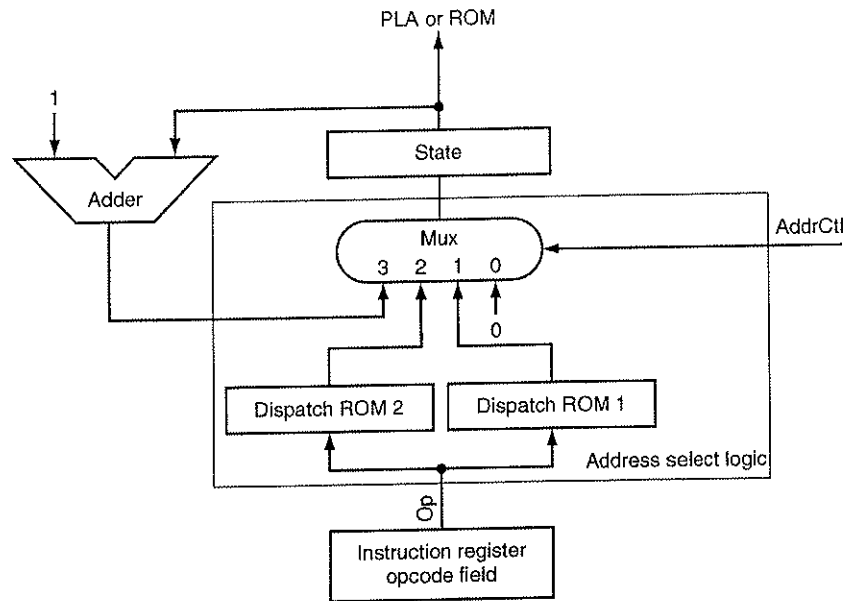 PLA or ROM
1
State
Adder
Mux
AddrCtl
3 2 1 0
0
Dispatch ROM 2
Dispatch ROM 1
Address select logic
Op
Instruction register
opcode field